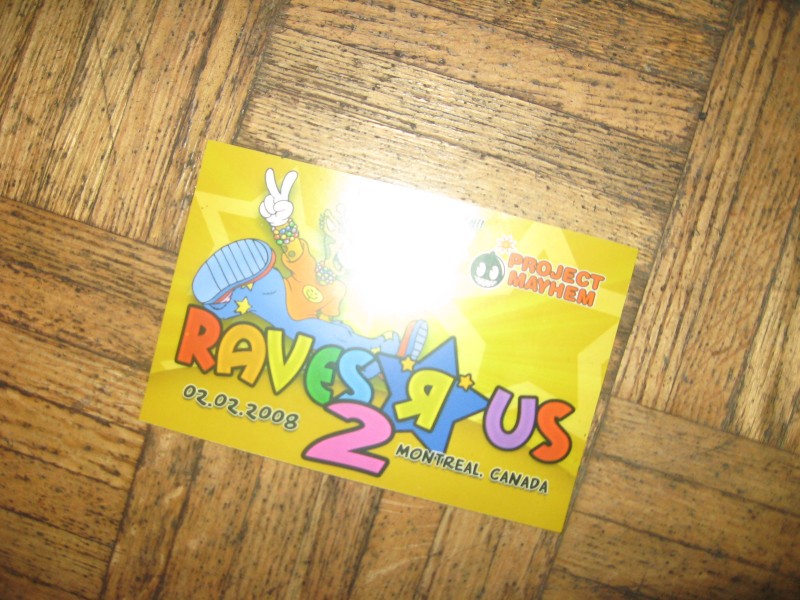 PROJECT
MAYHEM
RAVES "R" US
2
02.02.2008
MONTREAL, CANADA